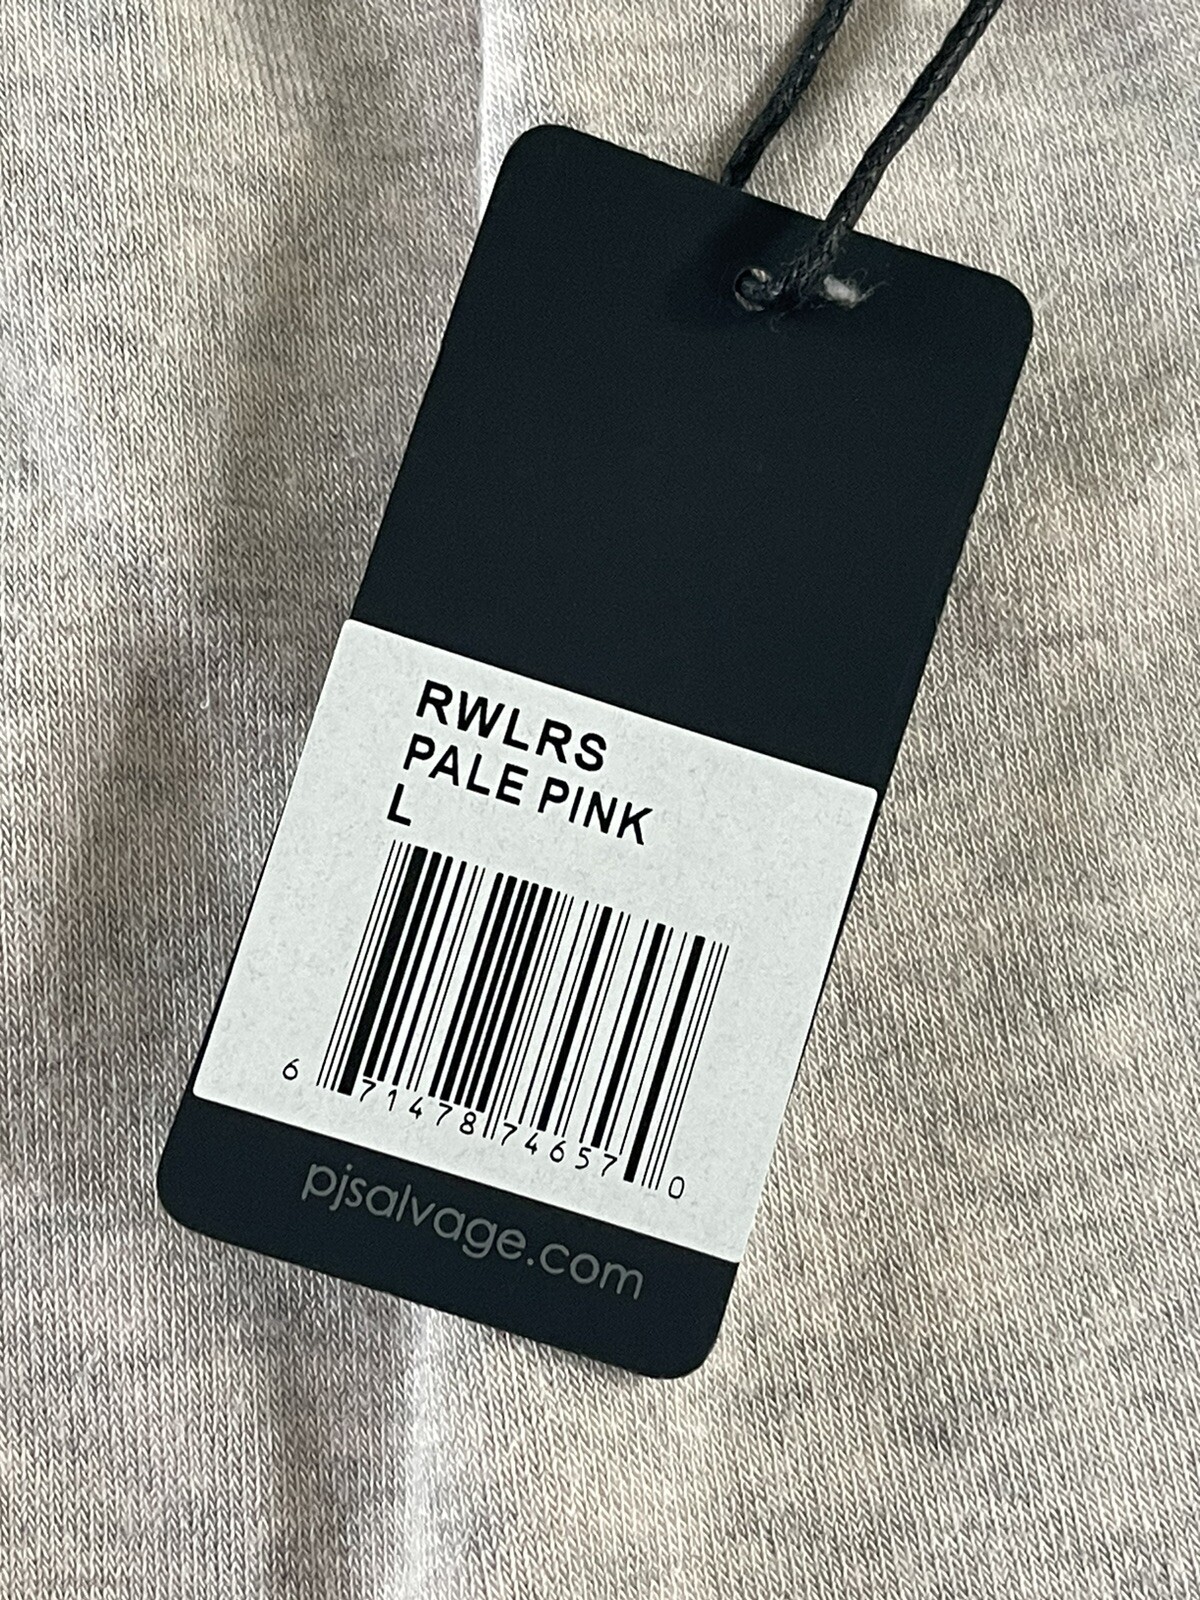 RWLRS
PALE PINK
L
6 71478 74657 0
pjsalvage.com